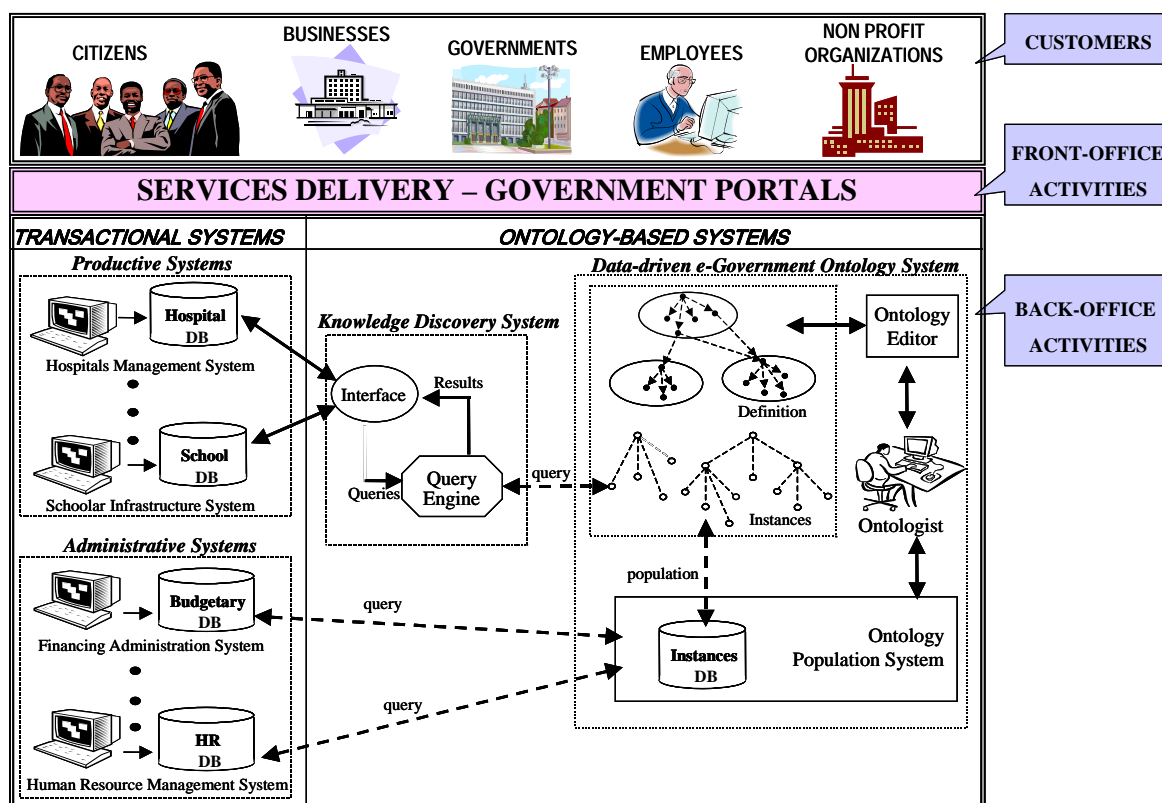 CITIZENS
BUSINESSES
GOVERNMENTS
EMPLOYEES
NON PROFIT
ORGANIZATIONS
CUSTOMERS
FRONT-OFFICE
ACTIVITIES
SERVICES DELIVERY – GOVERNMENT PORTALS
TRANSACTIONAL SYSTEMS
ONTOLOGY-BASED SYSTEMS
BACK-OFFICE
ACTIVITIES
Productive Systems
Hospital
DB
Hospitals Management System
School
DB
Schoolar Infrastructure System
Administrative Systems
Budgetary
DB
Financing Administration System
HR
DB
Human Resource Management System
Knowledge Discovery System
Interface
Results
Queries
Query
Engine
query
query
query
Data-driven e-Government Ontology System
Definition
Instances
Ontology
Editor
Ontologist
population
Instances
DB
Ontology
Population System